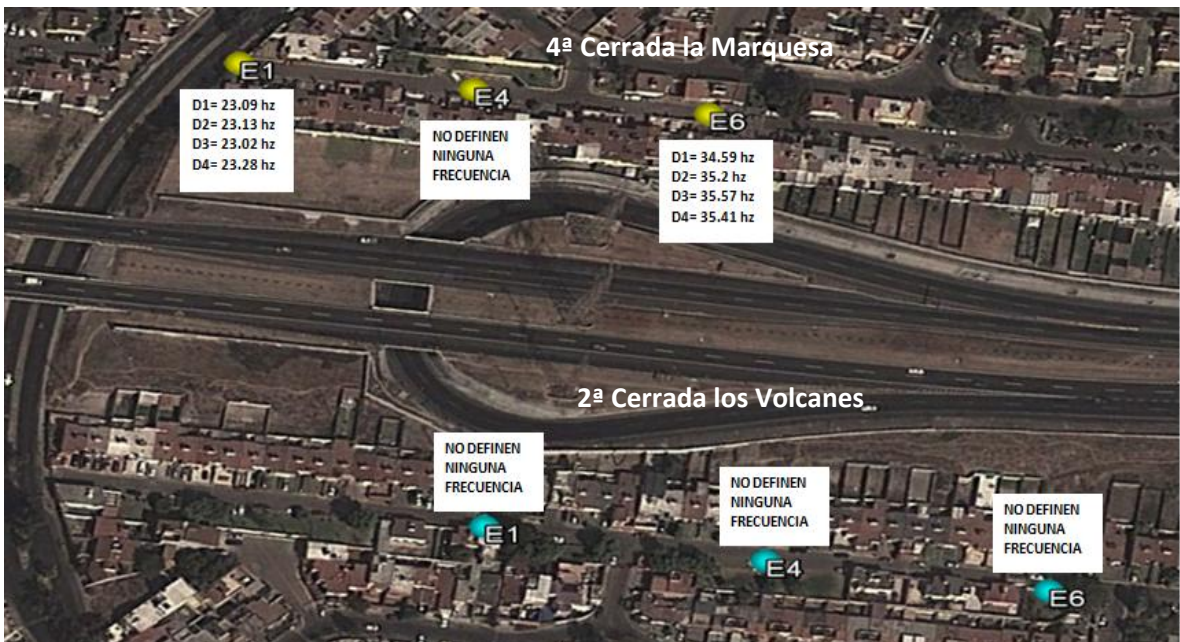 4ª Cerrada la Marquesa
E1
D1= 23.09 hz
D2= 23.13 hz
D3= 23.02 hz
D4= 23.28 hz
E4
NO DEFINEN
NINGUNA
FRECUENCIA
E6
D1= 34.59 hz
D2= 35.2 hz
D3= 35.57 hz
D4= 35.41 hz
2ª Cerrada los Volcanes
NO DEFINEN
NINGUNA
FRECUENCIA
E1
NO DEFINEN
NINGUNA
FRECUENCIA
E4
NO DEFINEN
NINGUNA
FRECUENCIA
E6